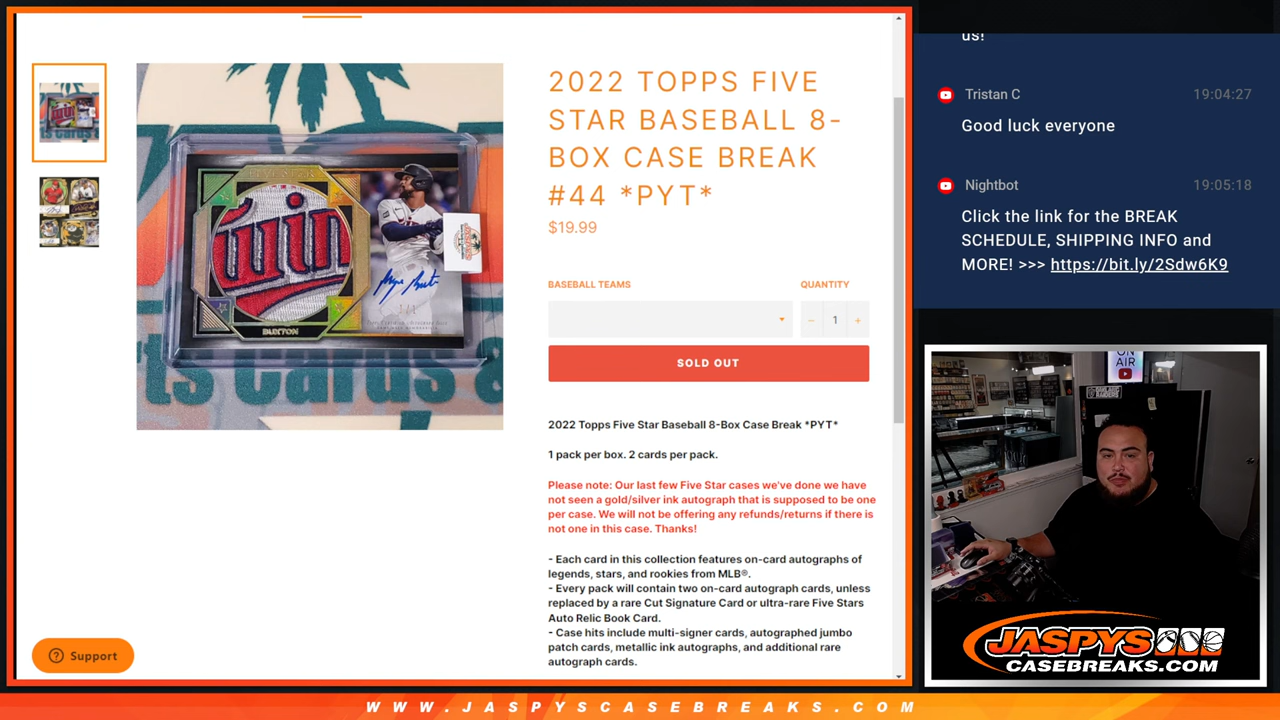 2022 TOPPS FIVE
STAR BASEBALL 8-
BOX CASE BREAK
#44 *PYT*
$19.99
BASEBALL TEAMS
QUANTITY
− 1 +
SOLD OUT
2022 Topps Five Star Baseball 8-Box Case Break *PYT*
1 pack per box. 2 cards per pack.
Please note: Our last few Five Star cases we've done we have
not seen a gold/silver ink autograph that is supposed to be one
per case. We will not be offering any refunds/returns if there is
not one in this case. Thanks!
- Each card in this collection features on-card autographs of
legends, stars, and rookies from MLB®.
- Every pack will contain two on-card autograph cards, unless
replaced by a rare Cut Signature Card or ultra-rare Five Stars
Auto Relic Book Card.
- Case hits include multi-signer cards, autographed jumbo
patch cards, metallic ink autographs, and additional rare
autograph cards.
win
BUXTON
ts Cards &
Support
us!
Tristan C 19:04:27
Good luck everyone
Nightbot 19:05:18
Click the link for the BREAK
SCHEDULE, SHIPPING INFO and
MORE! >>> https://bit.ly/2Sdw6K9
ON
AIR
JASPYS
CASEBREAKS.COM
WWW.JASPYSCASEBREAKS.COM